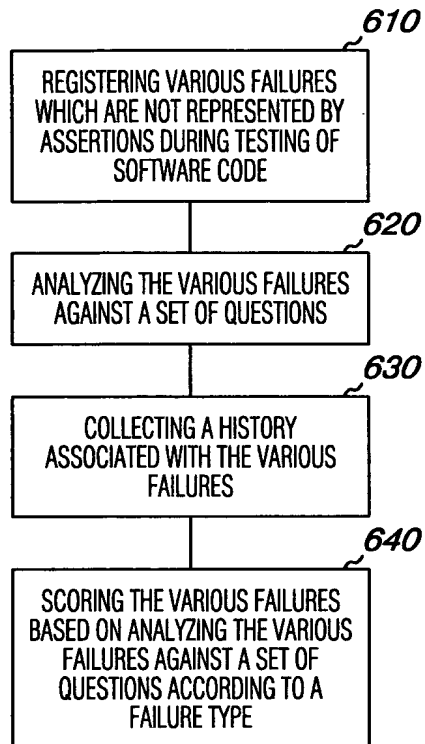 610
REGISTERING VARIOUS FAILURES
WHICH ARE NOT REPRESENTED BY
ASSERTIONS DURING TESTING OF
SOFTWARE CODE
620
ANALYZING THE VARIOUS FAILURES
AGAINST A SET OF QUESTIONS
630
COLLECTING A HISTORY
ASSOCIATED WITH THE VARIOUS
FAILURES
640
SCORING THE VARIOUS FAILURES
BASED ON ANALYZING THE VARIOUS
FAILURES AGAINST A SET OF
QUESTIONS ACCORDING TO A
FAILURE TYPE